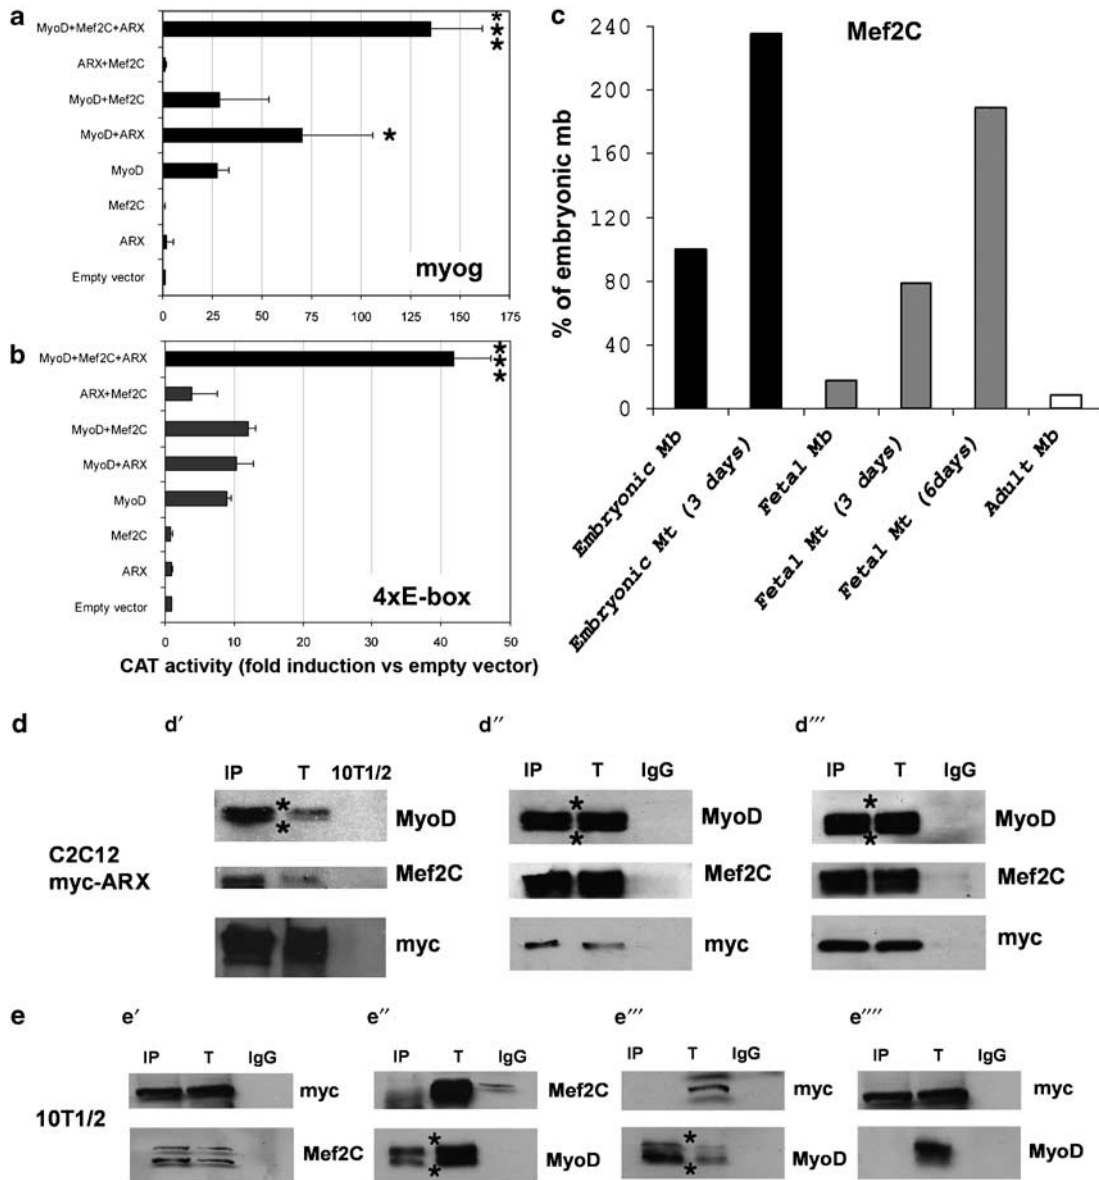 a
MyoD+Mef2C+ARX
ARX+Mef2C
MyoD+Mef2C
MyoD+ARX
MyoD
Mef2C
ARX
Empty vector
* * *
*
myog
0 25 50 75 100 125 150 175
b
MyoD+Mef2C+ARX
ARX+Mef2C
MyoD+Mef2C
MyoD+ARX
MyoD
Mef2C
ARX
Empty vector
* * *
4xE-box
0 10 20 30 40 50
CAT activity (fold induction vs empty vector)
c
Mef2C
% of embryonic mb
240
200
160
120
80
40
0
Embryonic Mb
Embryonic Mt (3 days)
Fetal Mb
Fetal Mt (3 days)
Fetal Mt (6days)
Adult Mb
d
C2C12
myc-ARX
d′
IP T 10T1/2
* MyoD
*
Mef2C
myc
d″
IP T IgG
* MyoD
*
Mef2C
myc
d‴
IP T IgG
* MyoD
*
Mef2C
myc
e
10T1/2
e′
IP T IgG
myc
Mef2C
e″
IP T IgG
Mef2C
* MyoD
*
e‴
IP T IgG
myc
* MyoD
*
e″″
IP T IgG
myc
MyoD